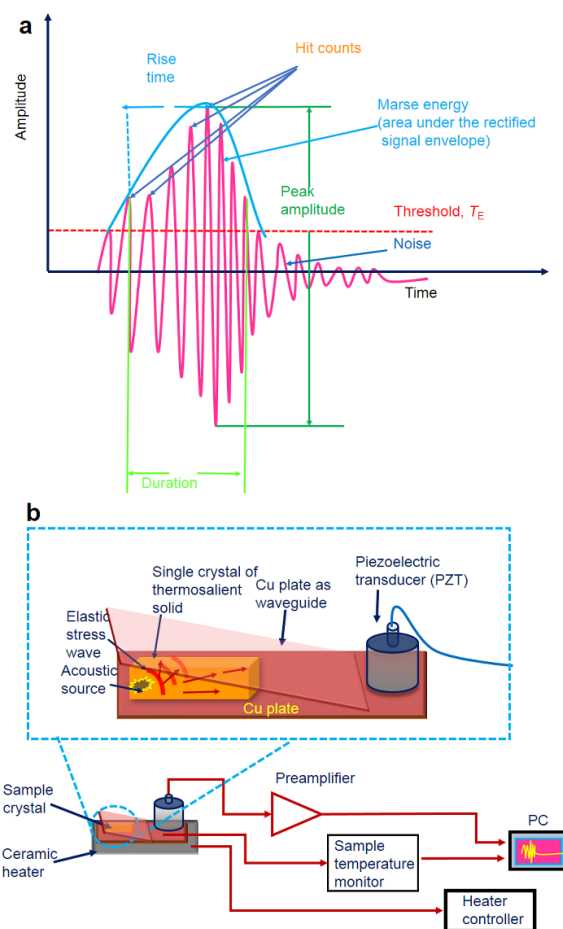 a
Amplitude
Rise
time
Hit counts
Marse energy
(area under the rectified
signal envelope)
Peak
amplitude
Threshold, TE
Noise
Time
Duration
b
Single crystal of
thermosalient
solid
Cu plate as
waveguide
Piezoelectric
transducer (PZT)
Elastic
stress
wave
Acoustic
source
Cu plate
Sample
crystal
Ceramic
heater
Preamplifier
PC
Sample
temperature
monitor
Heater
controller